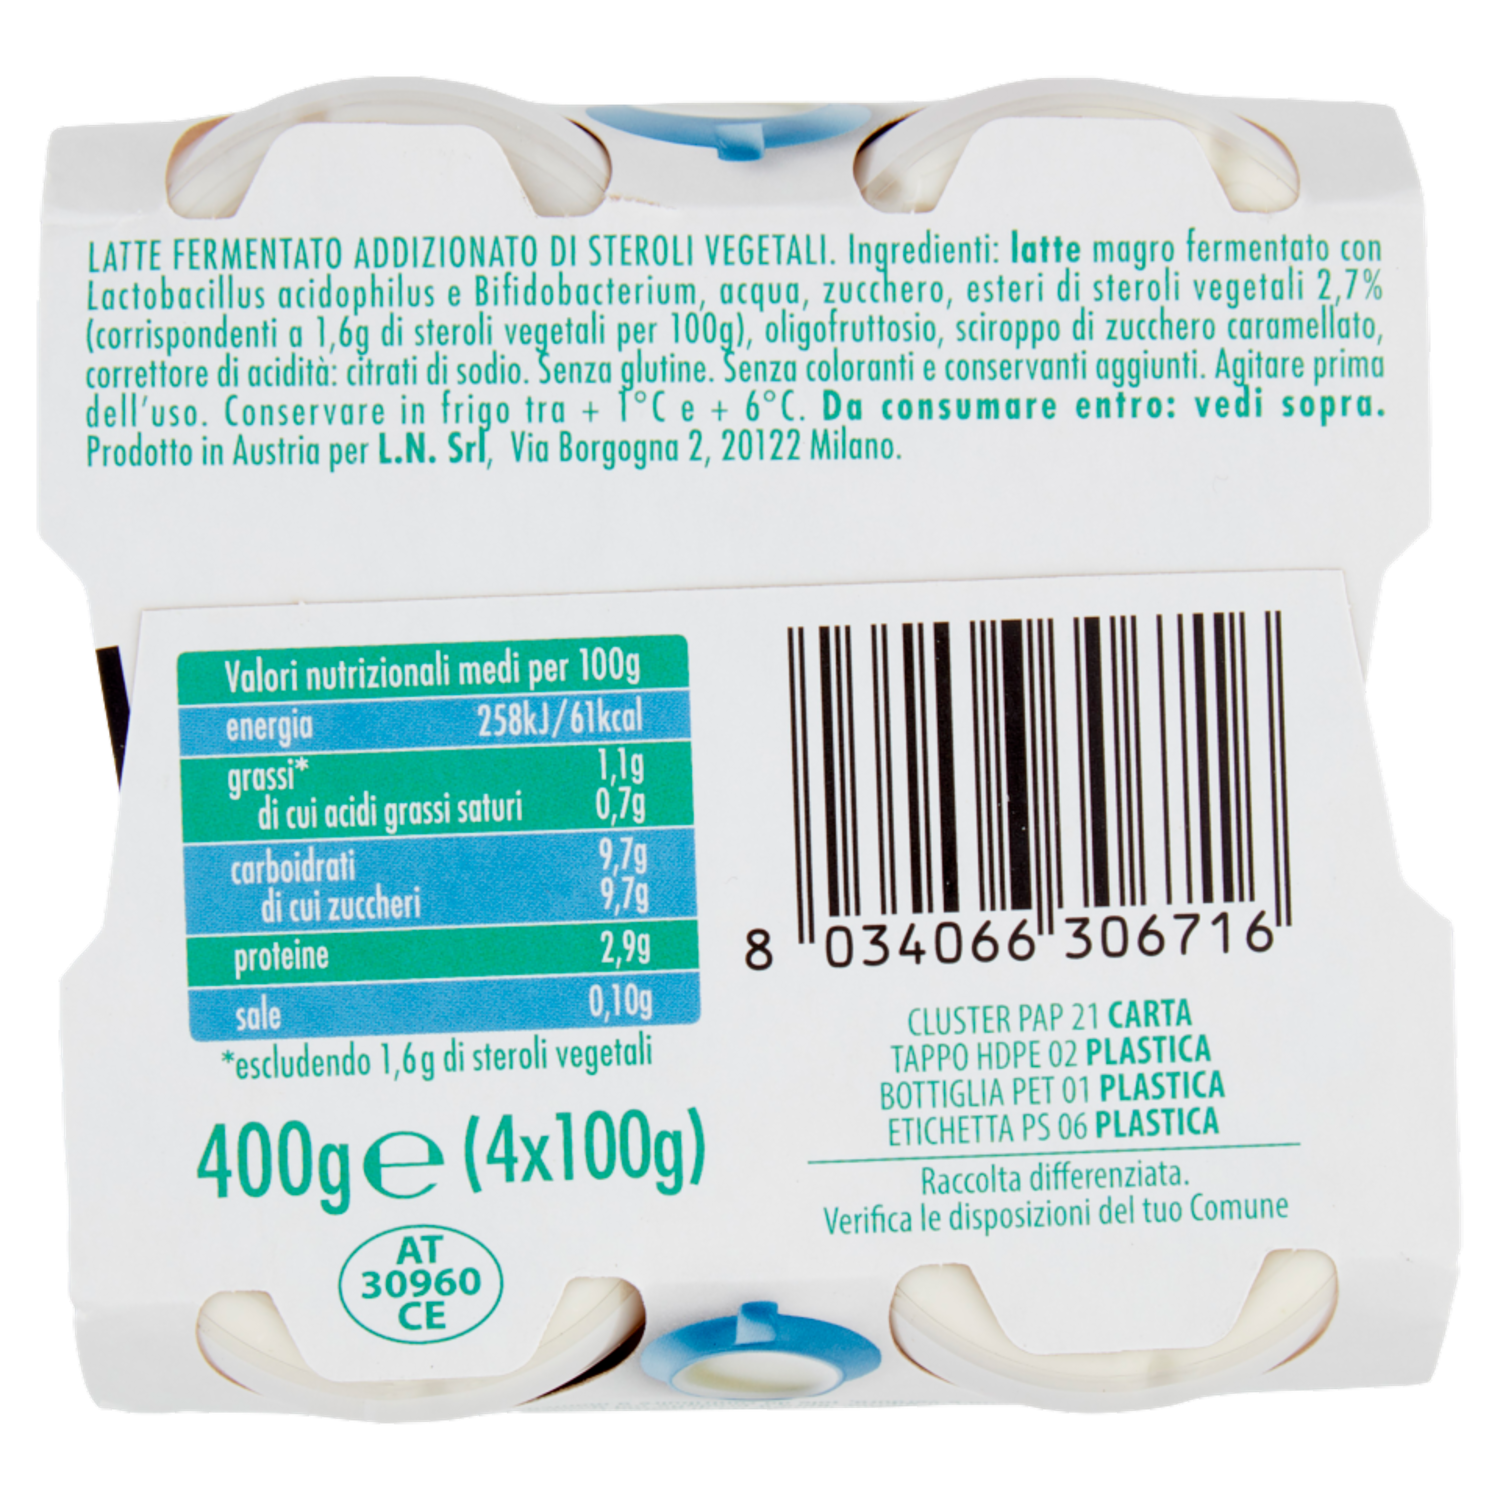 LATTE FERMENTATO ADDIZIONATO DI STEROLI VEGETALI. Ingredienti: latte magro fermentato con
Lactobacillus acidophilus e Bifidobacterium, acqua, zucchero, esteri di steroli vegetali 2,7%
(corrispondenti a 1,6g di steroli vegetali per 100g), oligofruttosio, sciroppo di zucchero caramellato,
correttore di acidità: citrati di sodio. Senza glutine. Senza coloranti e conservanti aggiunti. Agitare prima
dell'uso. Conservare in frigo tra + 1°C e + 6°C. Da consumare entro: vedi sopra.
Prodotto in Austria per L.N. Srl, Via Borgogna 2, 20122 Milano.
Valori nutrizionali medi per 100g
energia 258kJ/61kcal
grassi* 1,1g
di cui acidi grassi saturi 0,7g
carboidrati 9,7g
di cui zuccheri 9,7g
proteine 2,9g
sale 0,10g
*escludendo 1,6g di steroli vegetali
400g e (4x100g)
AT
30960
CE
8 034066 306716
CLUSTER PAP 21 CARTA
TAPPO HDPE 02 PLASTICA
BOTTIGLIA PET 01 PLASTICA
ETICHETTA PS 06 PLASTICA
Raccolta differenziata.
Verifica le disposizioni del tuo Comune